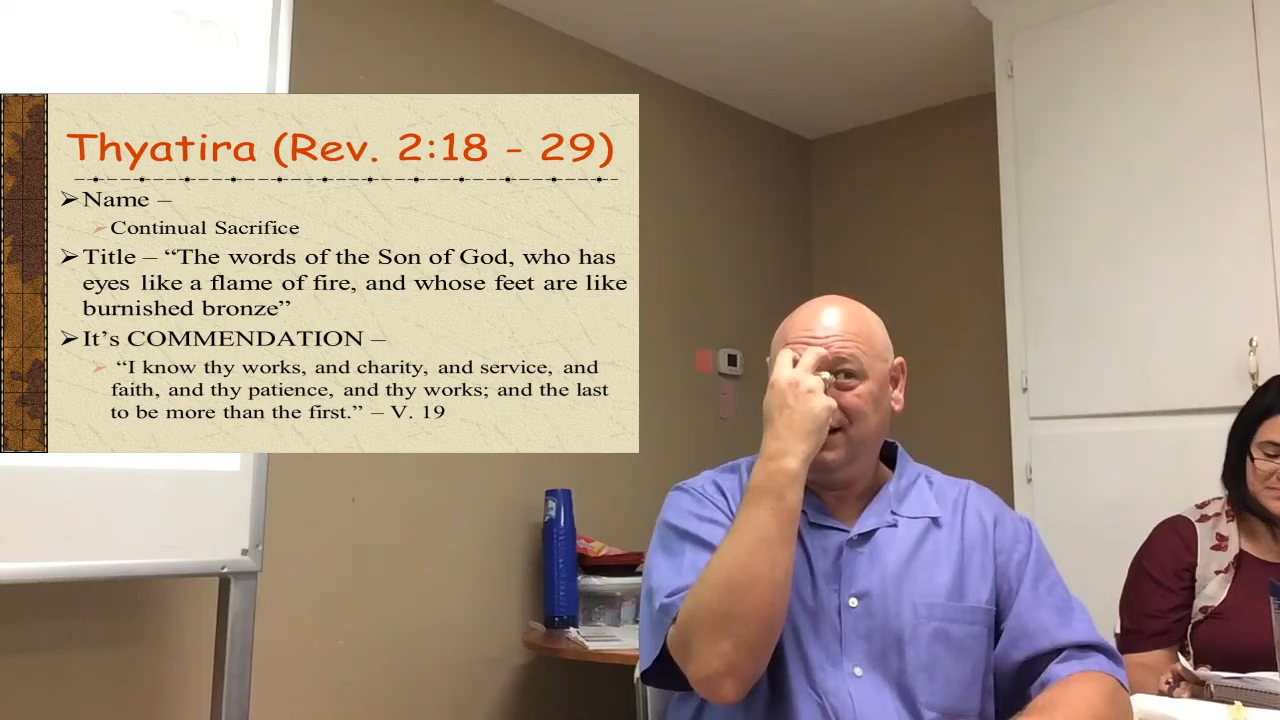 Thyatira (Rev. 2:18 - 29)
Name –
Continual Sacrifice
Title – “The words of the Son of God, who has
eyes like a flame of fire, and whose feet are like
burnished bronze”
It’s COMMENDATION –
“I know thy works, and charity, and service, and
faith, and thy patience, and thy works; and the last
to be more than the first.” – V. 19